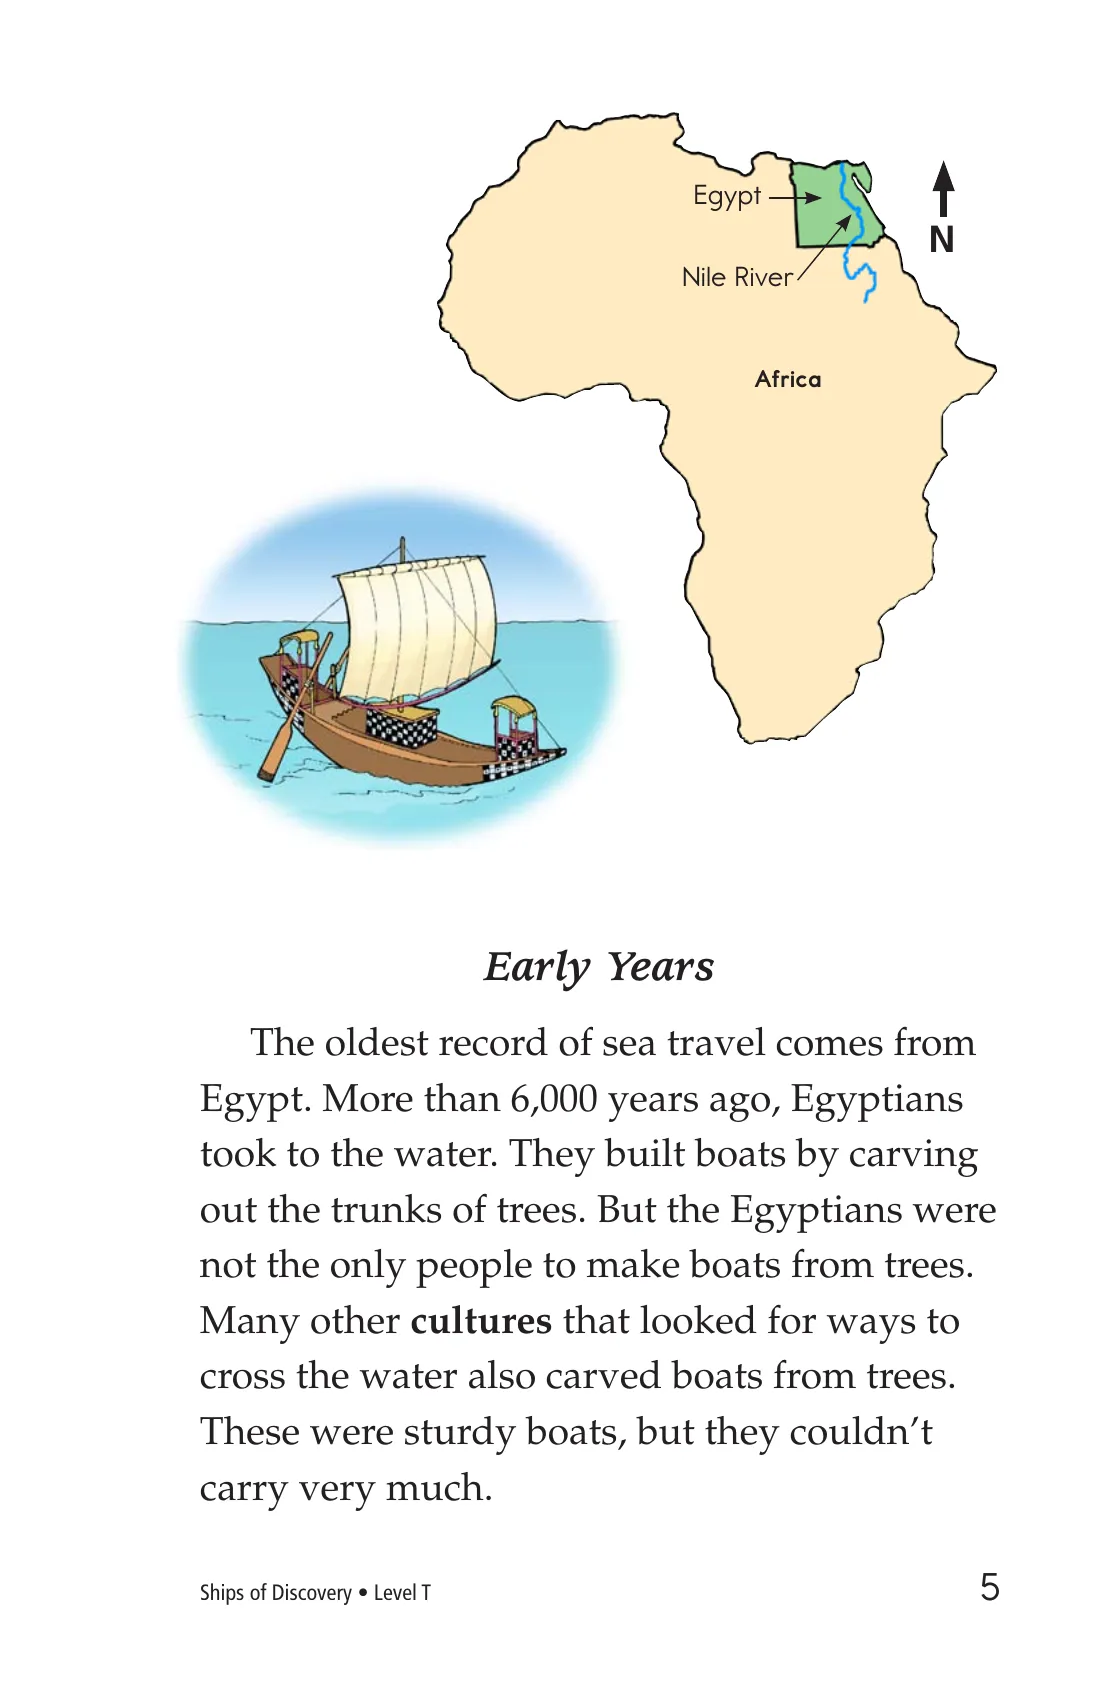 Egypt
N
Nile River
Africa
Early Years
The oldest record of sea travel comes from
Egypt. More than 6,000 years ago, Egyptians
took to the water. They built boats by carving
out the trunks of trees. But the Egyptians were
not the only people to make boats from trees.
Many other cultures that looked for ways to
cross the water also carved boats from trees.
These were sturdy boats, but they couldn’t
carry very much.
Ships of Discovery • Level T
5